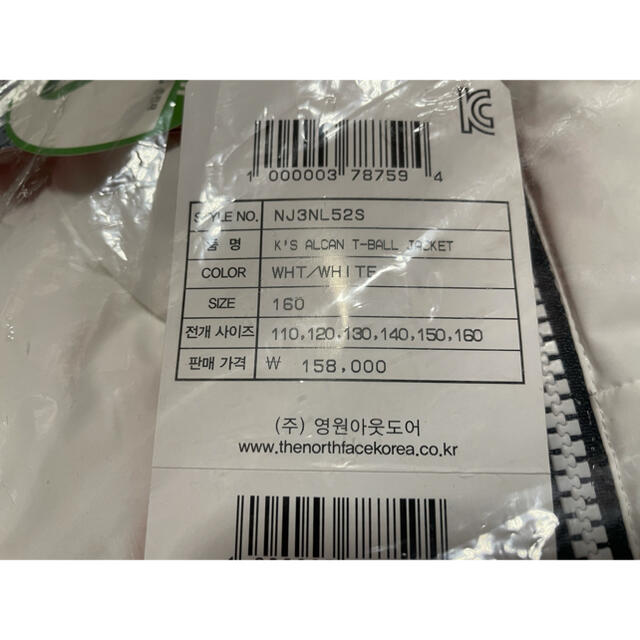 KC
1 000003 78759 4
STYLE NO. NJ3NL52S
품 명 K'S ALCAN T-BALL JACKET
COLOR WHT/WHITE
SIZE 160
전개 사이즈 110,120,130,140,150,160
판매 가격 ₩ 158,000
(주) 영원아웃도어
www.thenorthfacekorea.co.kr